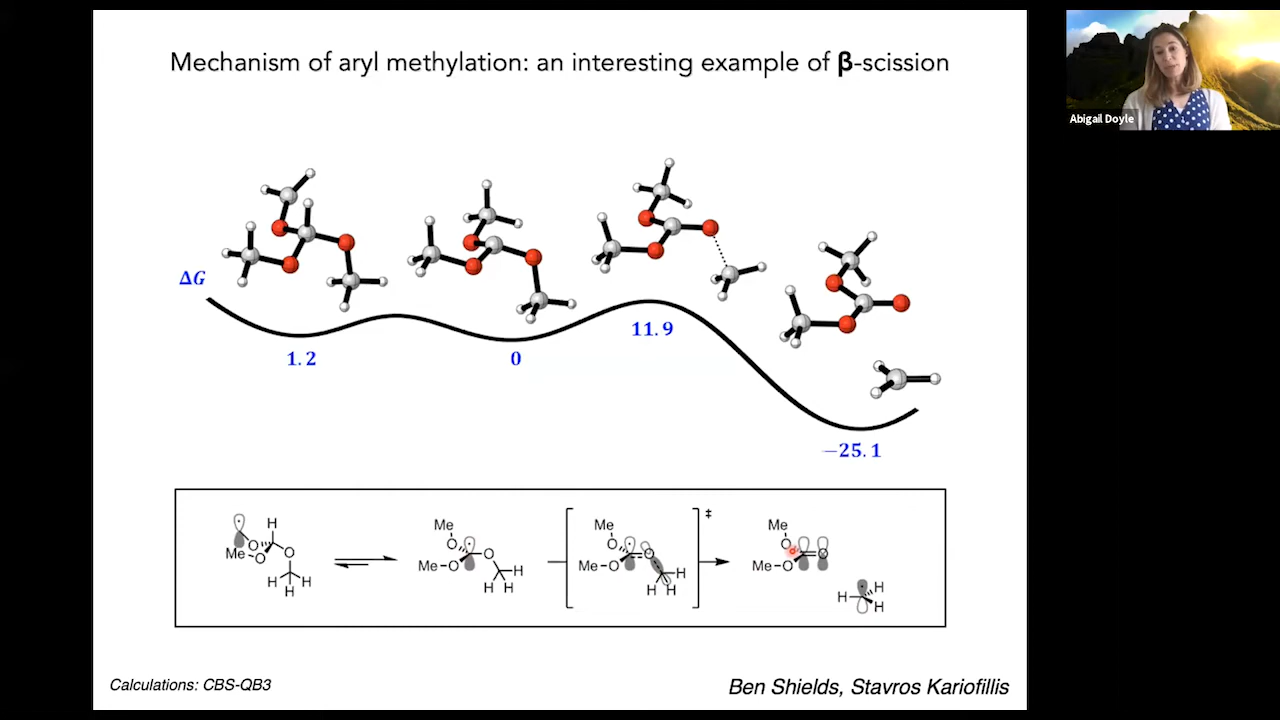 Mechanism of aryl methylation: an interesting example of β-scission
Abigail Doyle
ΔG
1.2
0
11.9
−25.1
H
O
Me
O
O
H H
H
Me
O
Me O
O
H
H H
‡
Me
O
Me O
O
H
H H
Me
O
Me O
O
H
H
H
Calculations: CBS-QB3
Ben Shields, Stavros Kariofillis